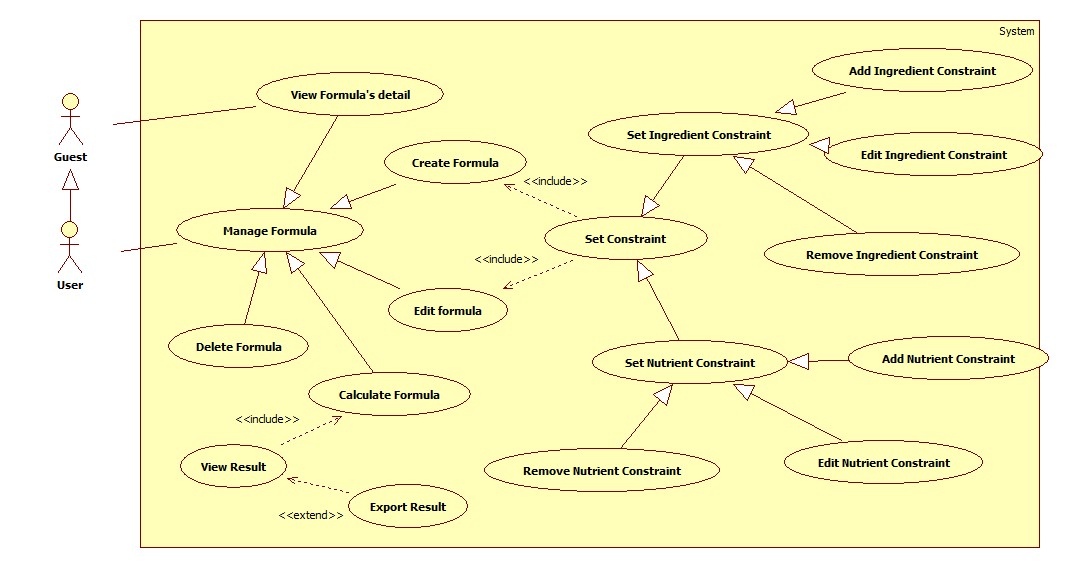 System
Add Ingredient Constraint
View Formula's detail
Set Ingredient Constraint
Guest
Create Formula
Edit Ingredient Constraint
<<include>>
Manage Formula
Set Constraint
Remove Ingredient Constraint
<<include>>
User
Edit formula
Delete Formula
Set Nutrient Constraint
Add Nutrient Constraint
Calculate Formula
<<include>>
View Result
Remove Nutrient Constraint
Edit Nutrient Constraint
Export Result
<<extend>>